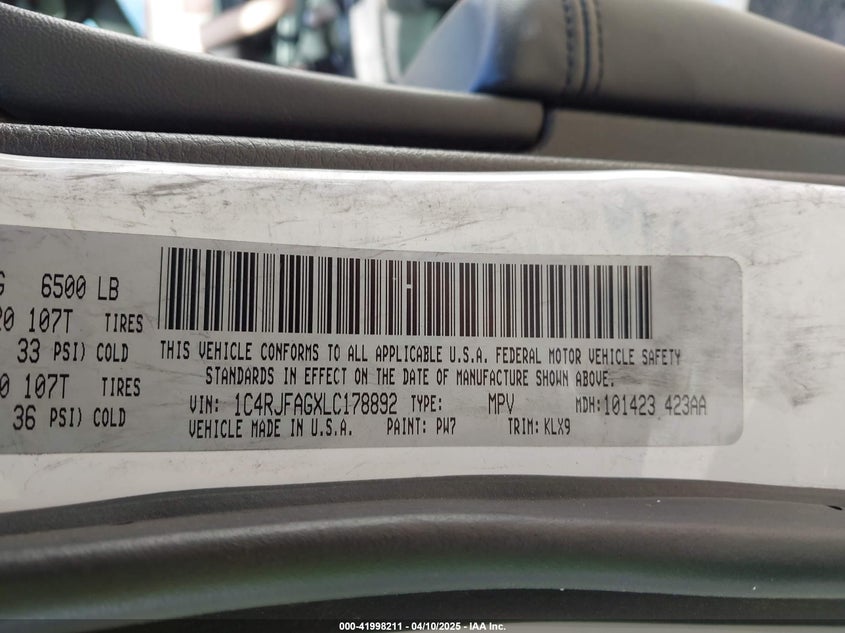 6500 LB
107T TIRES
33 PSI) COLD
107T TIRES
36 PSI) COLD
THIS VEHICLE CONFORMS TO ALL APPLICABLE U.S.A. FEDERAL MOTOR VEHICLE SAFETY
STANDARDS IN EFFECT ON THE DATE OF MANUFACTURE SHOWN ABOVE.
VIN: 1C4RJFAGXLC178892 TYPE: MPV MDH:101423 423AA
VEHICLE MADE IN U.S.A. PAINT: PW7 TRIM: KLX9
000-41998211 - 04/10/2025 - IAA Inc.